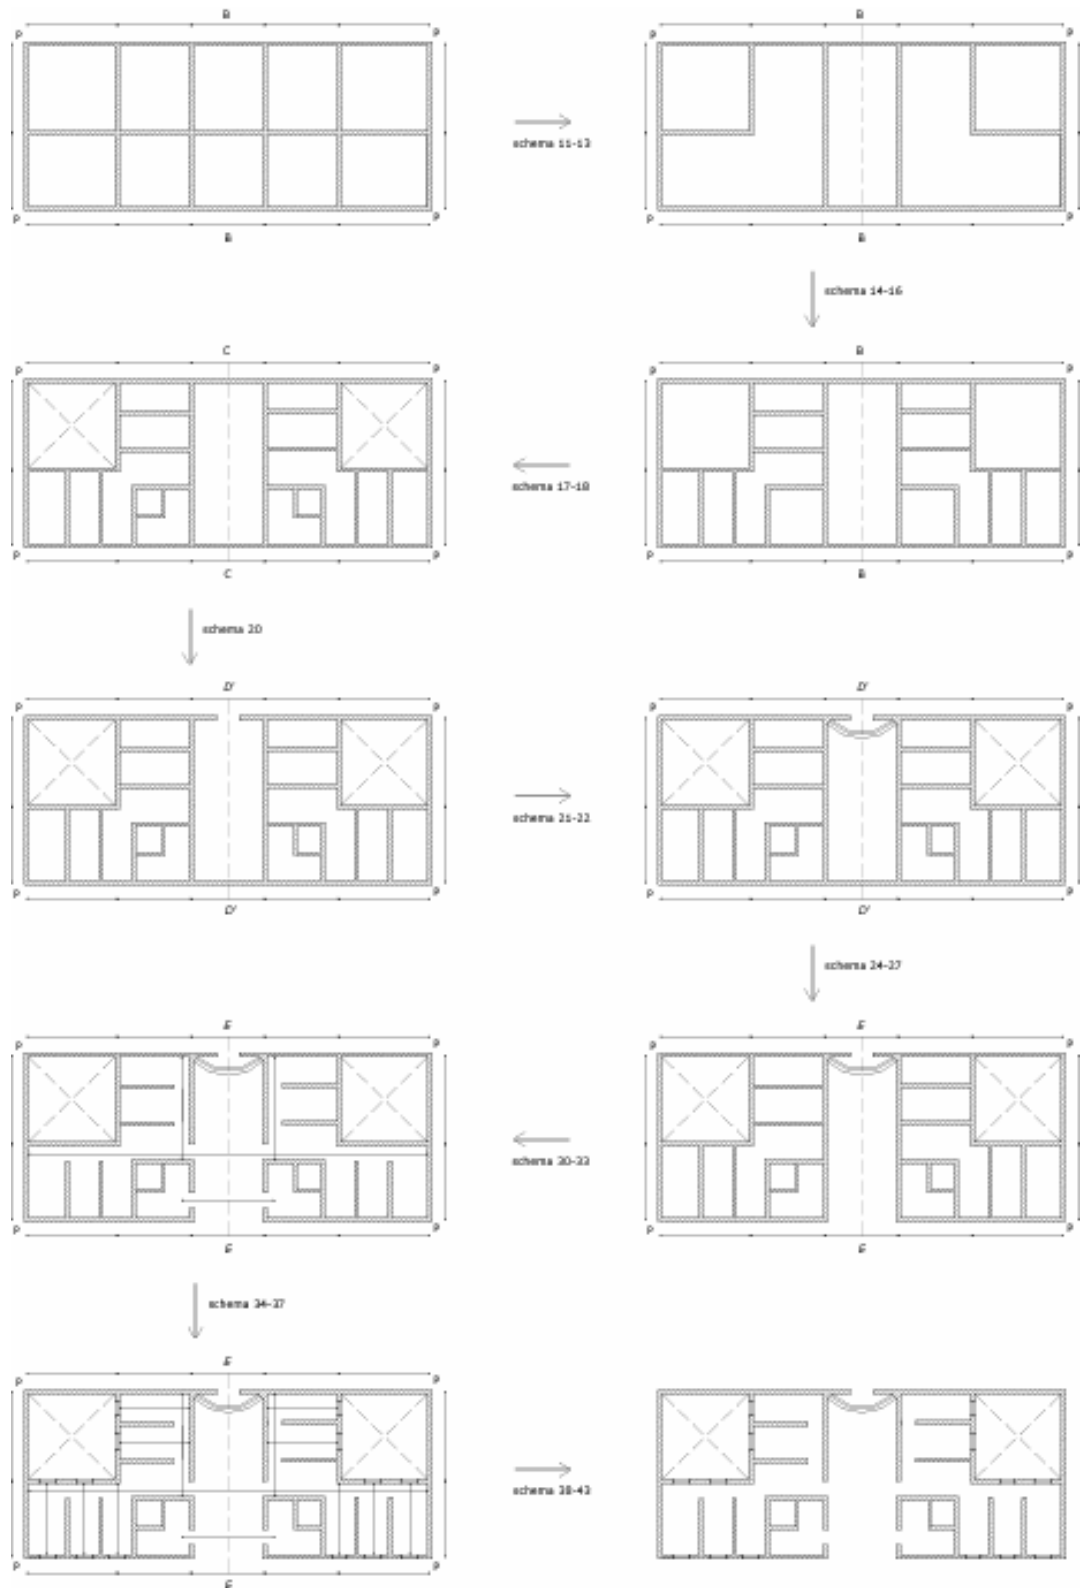 B B
P P P P
schema 11-13
P P P P
B B
schema 14-16
C B
P P P P
schema 17-18
P P P P
C B
schema 20
D' D'
P P P P
schema 21-22
P P P P
D' D'
schema 24-27
E E
P P P P
schema 30-33
P P P P
E E
schema 34-37
E
P P
schema 38-43
P P